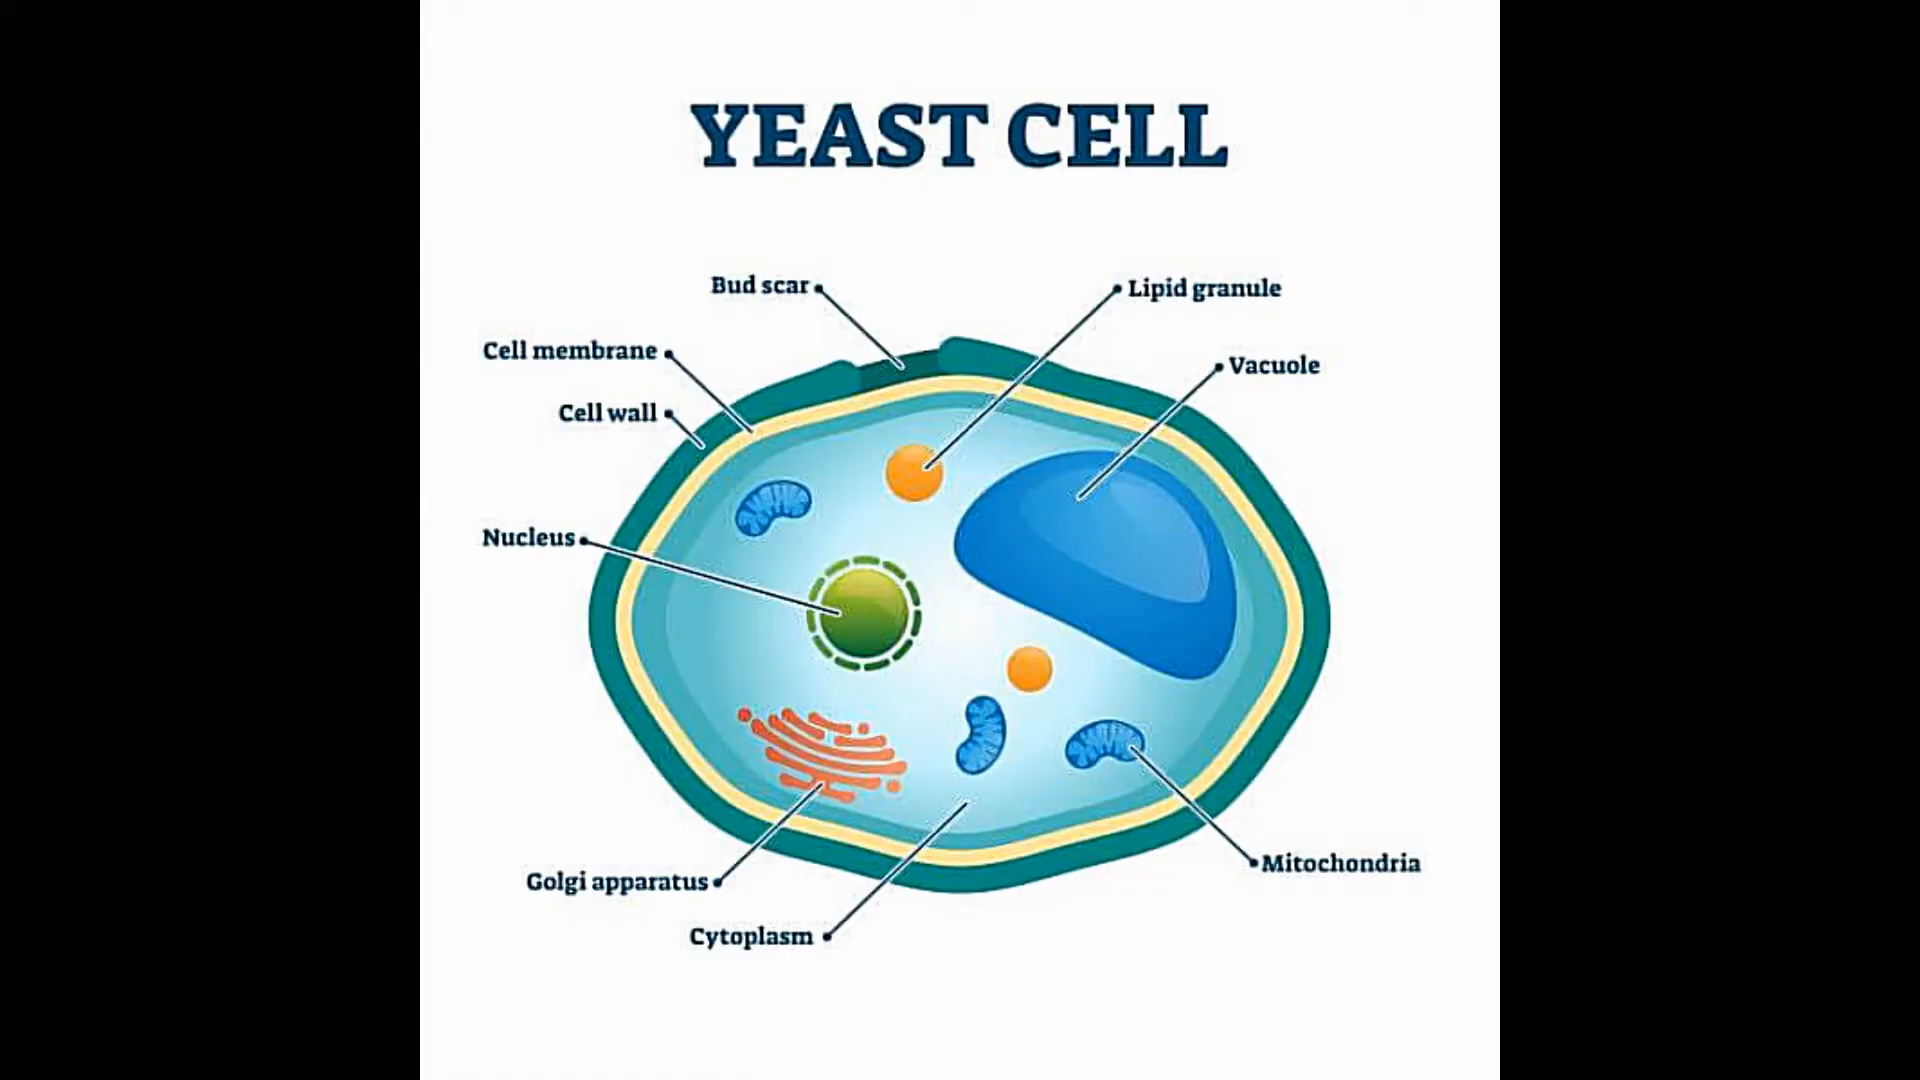 YEAST CELL
Bud scar
Lipid granule
Cell membrane
Vacuole
Cell wall
Nucleus
Mitochondria
Golgi apparatus
Cytoplasm